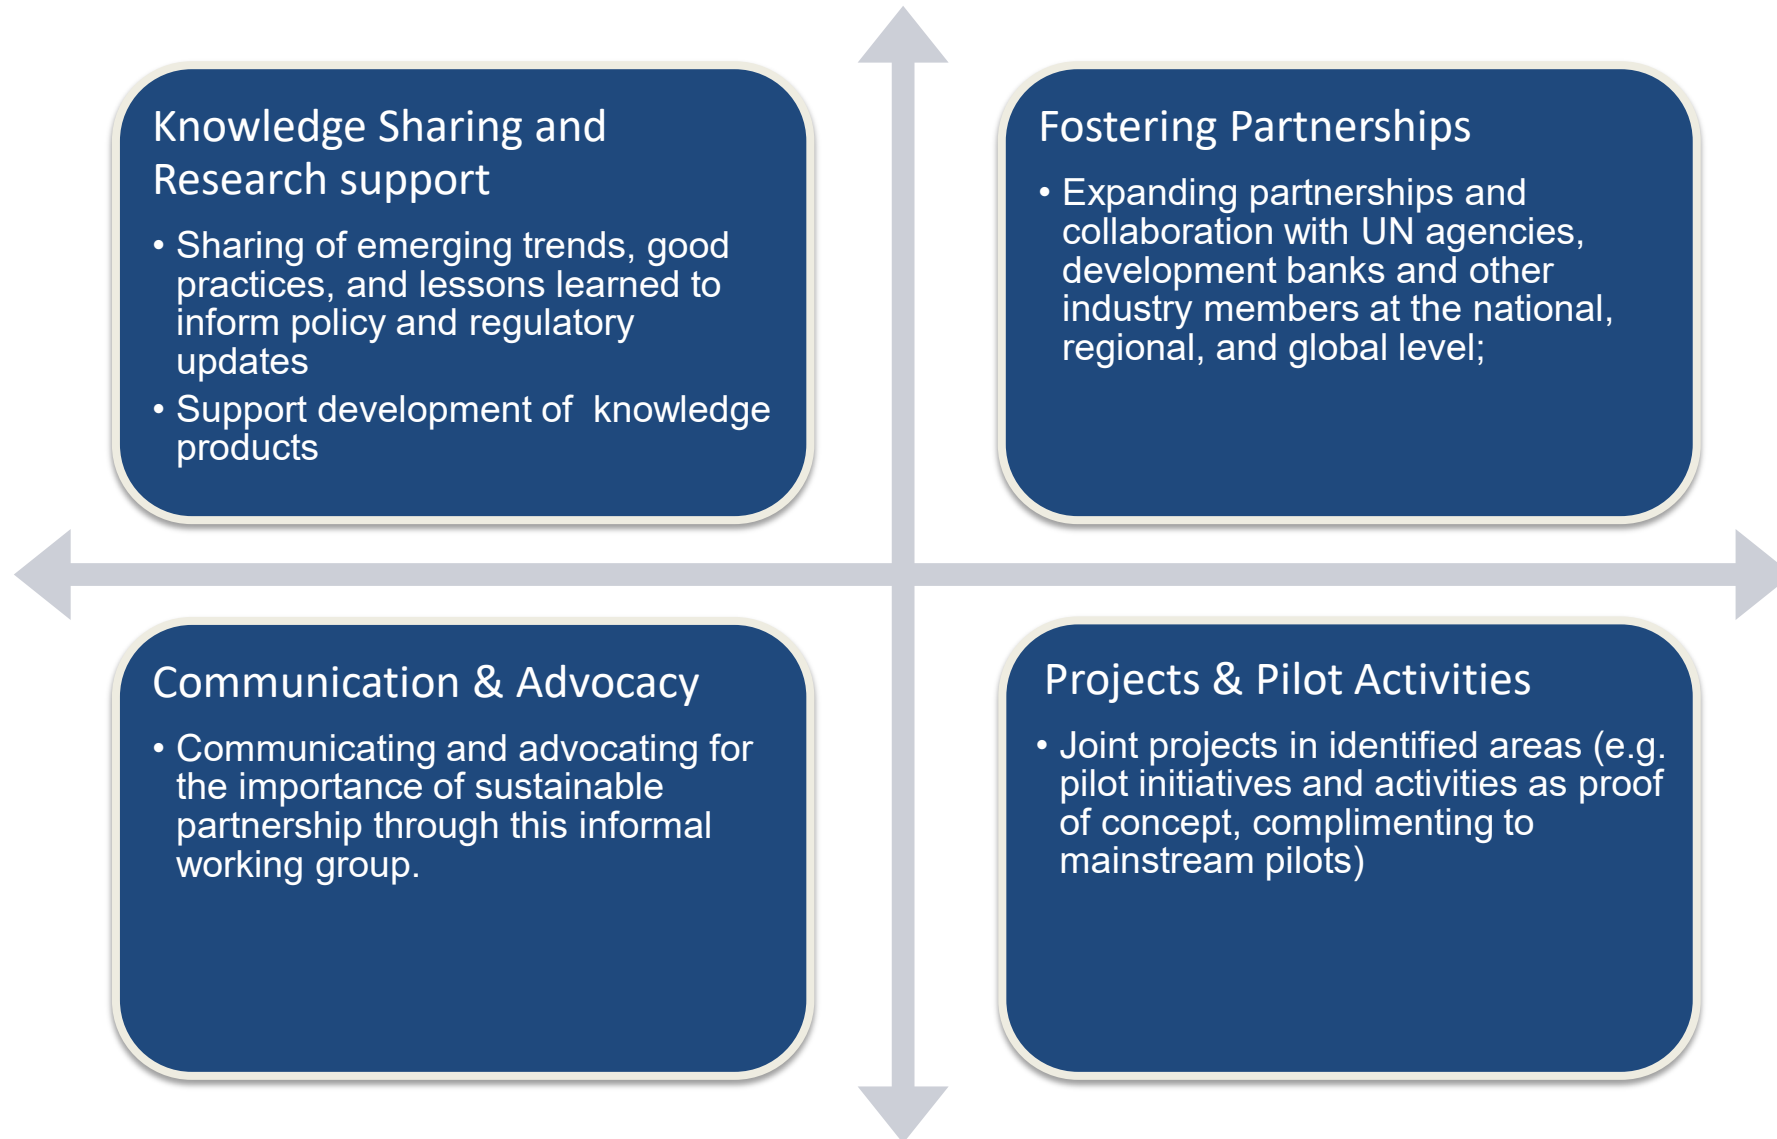 Knowledge Sharing and
Research support
• Sharing of emerging trends, good
practices, and lessons learned to
inform policy and regulatory
updates
• Support development of  knowledge
products
Fostering Partnerships
• Expanding partnerships and
collaboration with UN agencies,
development banks and other
industry members at the national,
regional, and global level;
Communication & Advocacy
• Communicating and advocating for
the importance of sustainable
partnership through this informal
working group.
Projects & Pilot Activities
• Joint projects in identified areas (e.g.
pilot initiatives and activities as proof
of concept, complimenting to
mainstream pilots)